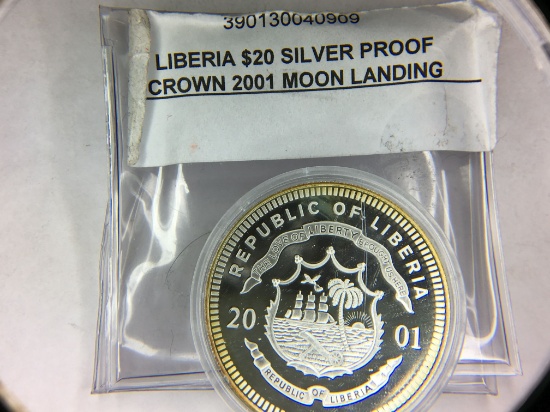 390130040969
LIBERIA $20 SILVER PROOF
CROWN 2001 MOON LANDING
REPUBLIC OF LIBERIA
THE LOVE OF LIBERTY BROUGHT US HERE
20 01
REPUBLIC OF LIBERIA